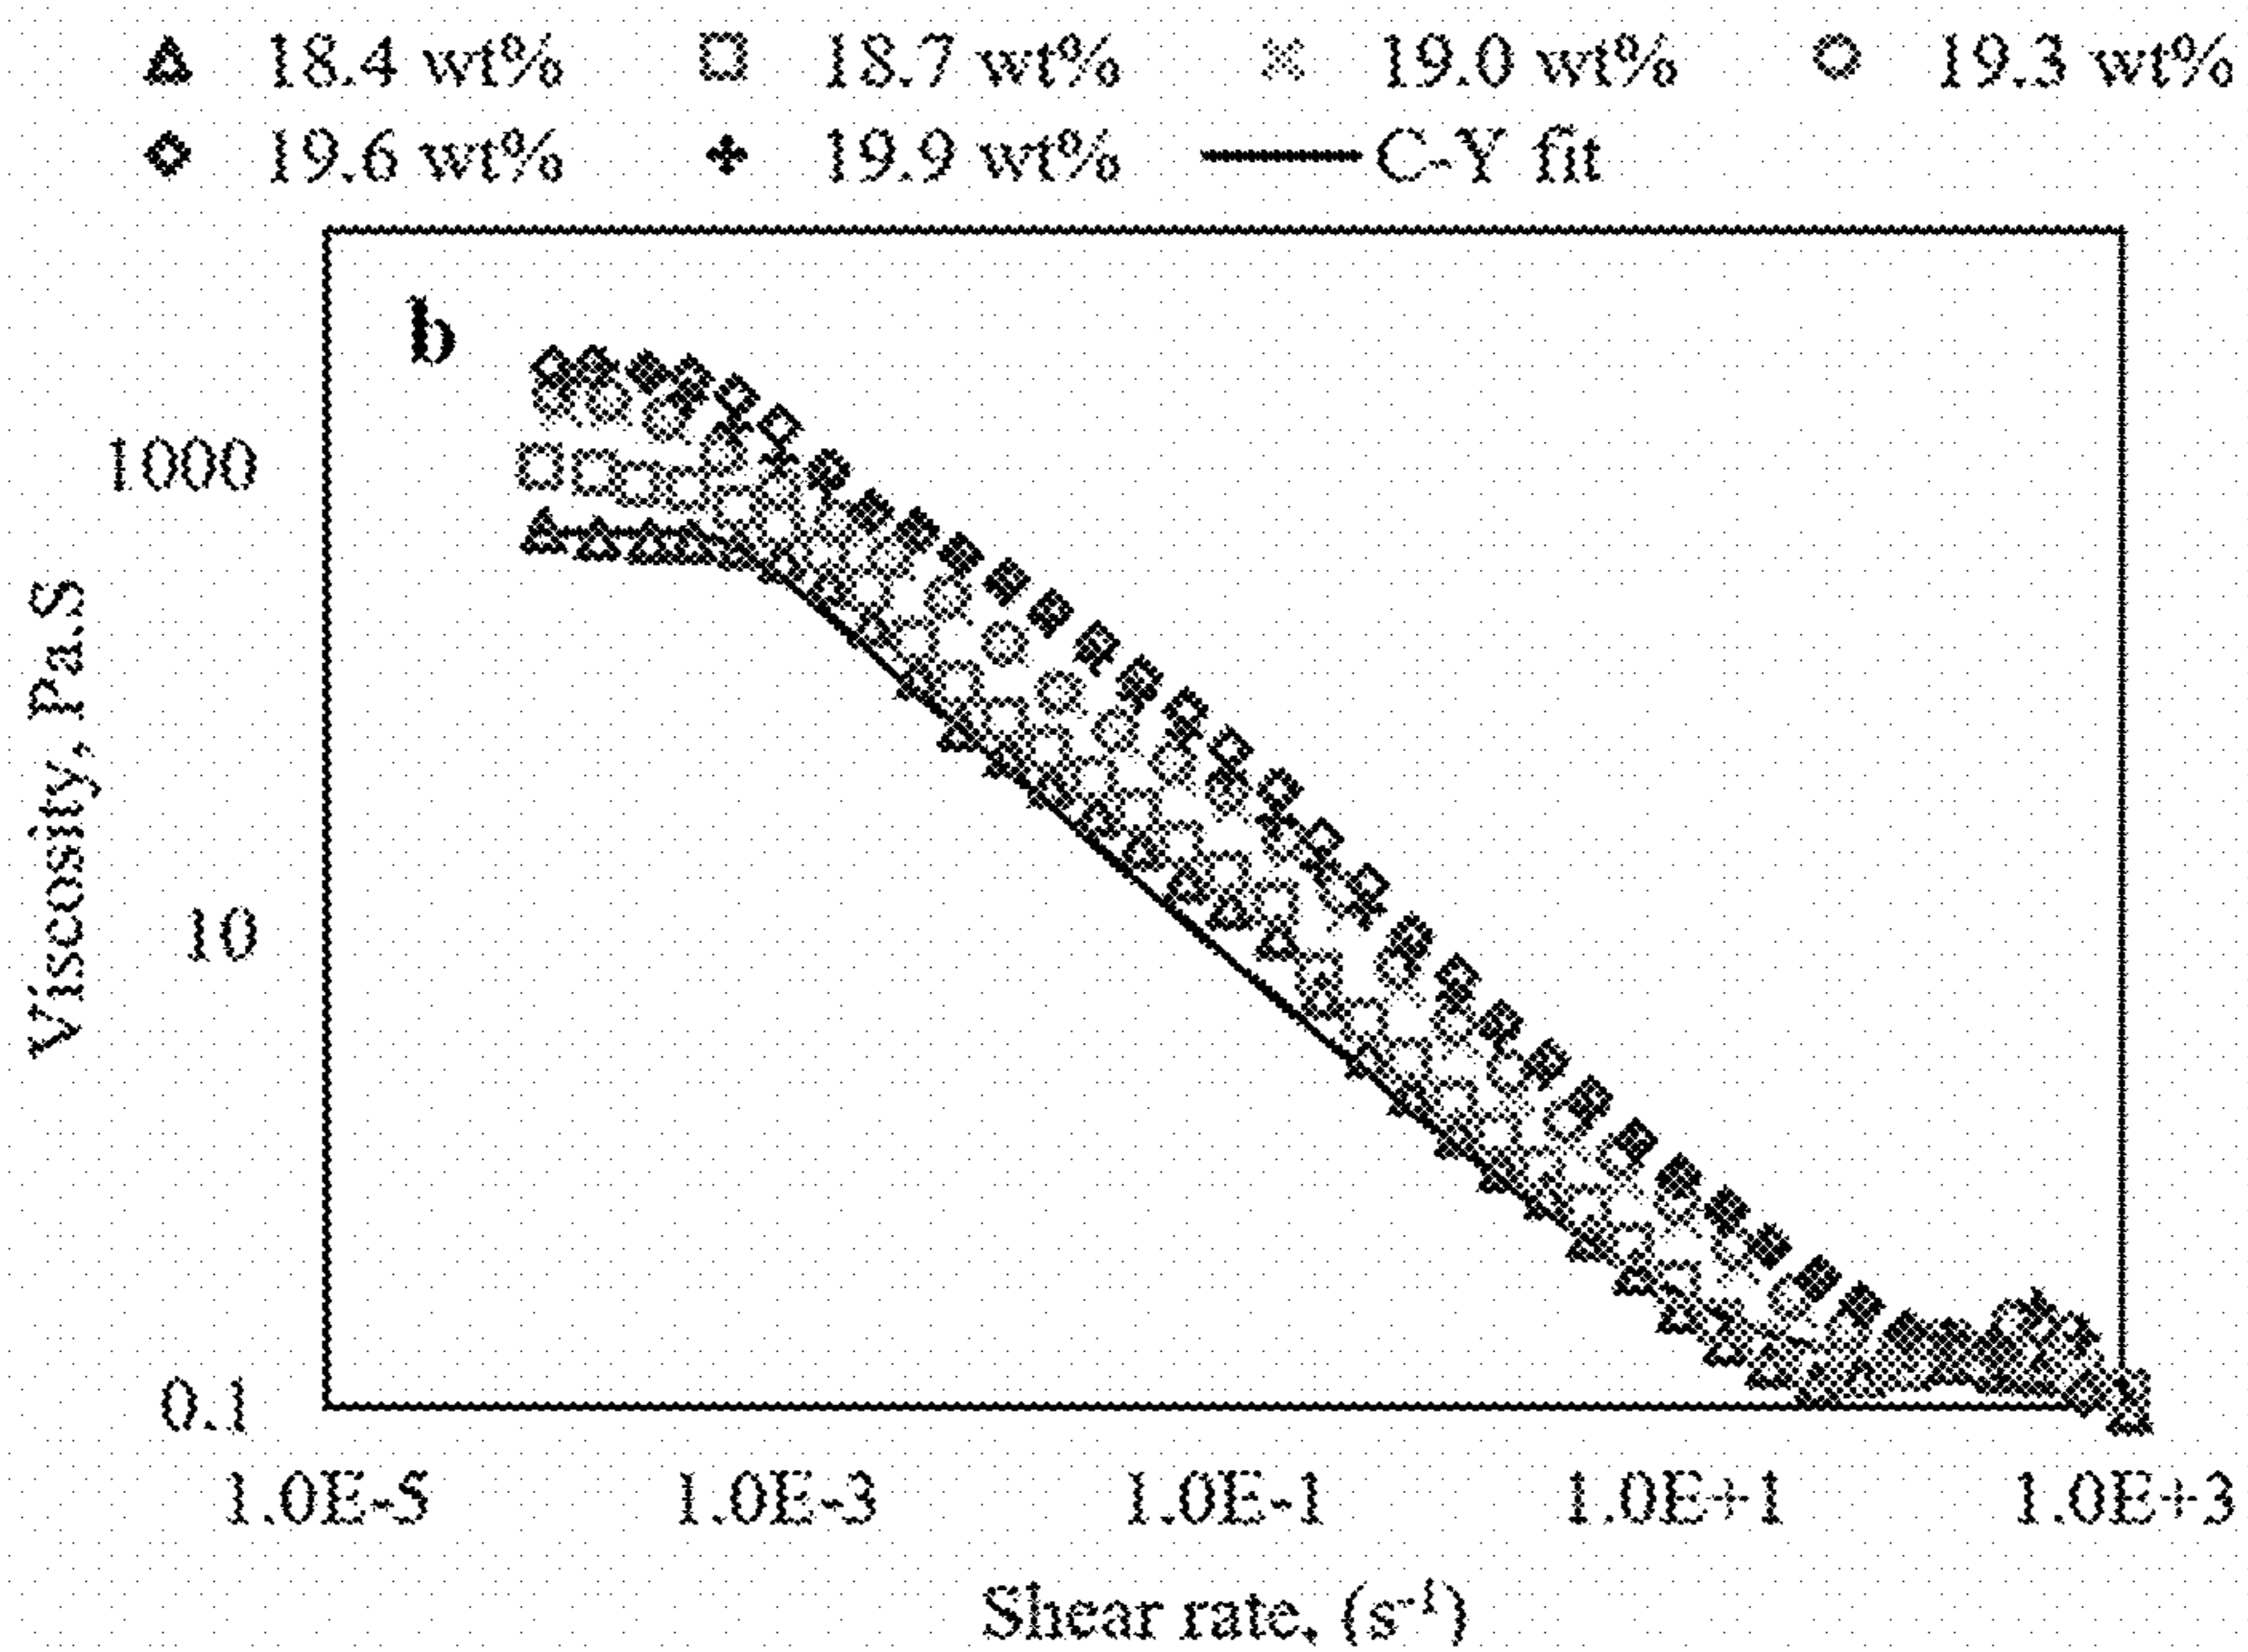 18.4 wt% 18.7 wt% 19.0 wt% 19.3 wt%
19.6 wt% 19.9 wt% C-Y fit
b
1000
10
0.1
Viscosity, Pa.S
1.0E-5 1.0E-3 1.0E-1 1.0E+1 1.0E+3
Shear rate, (s⁻¹)